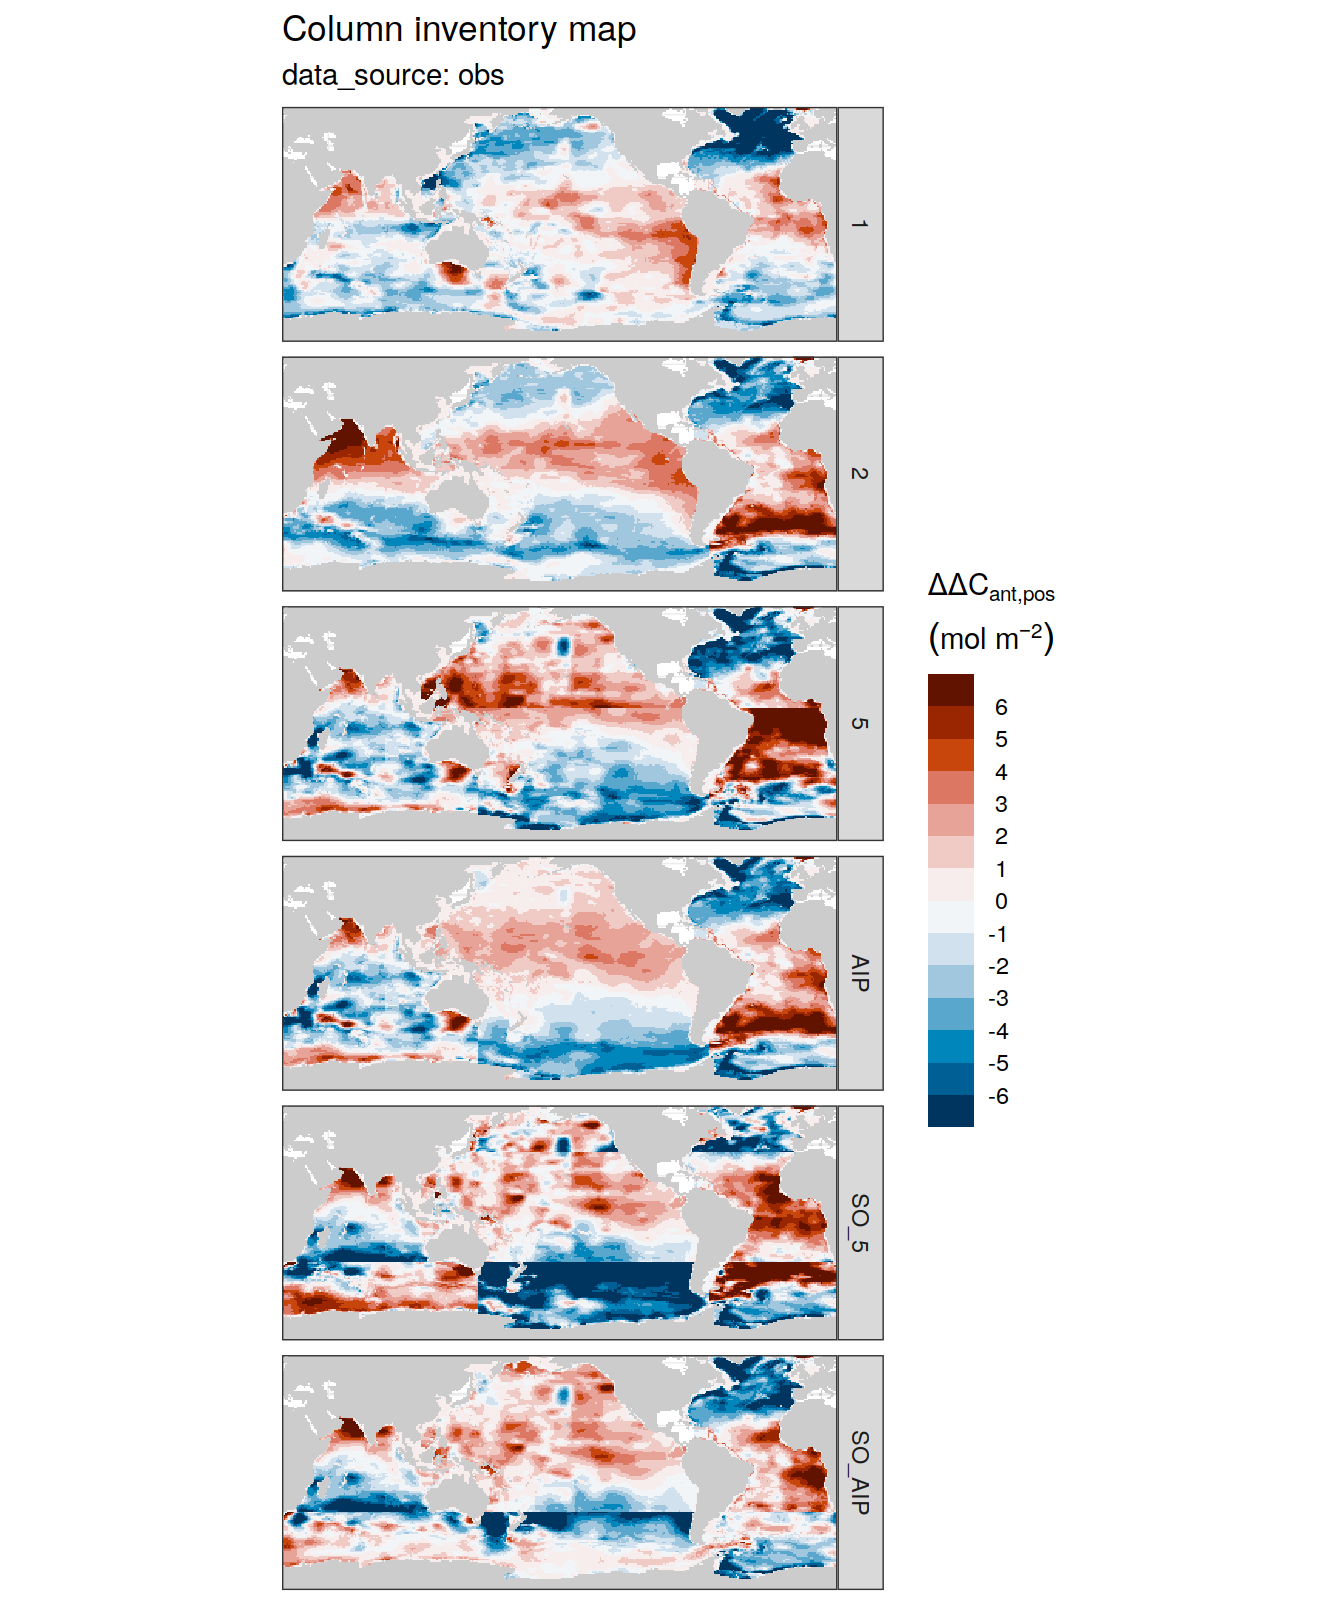 Column inventory map
data_source: obs
1
2
5
AIP
SO_5
SO_AIP
ΔΔC_ant,pos
(mol m⁻²)
6
5
4
3
2
1
0
-1
-2
-3
-4
-5
-6